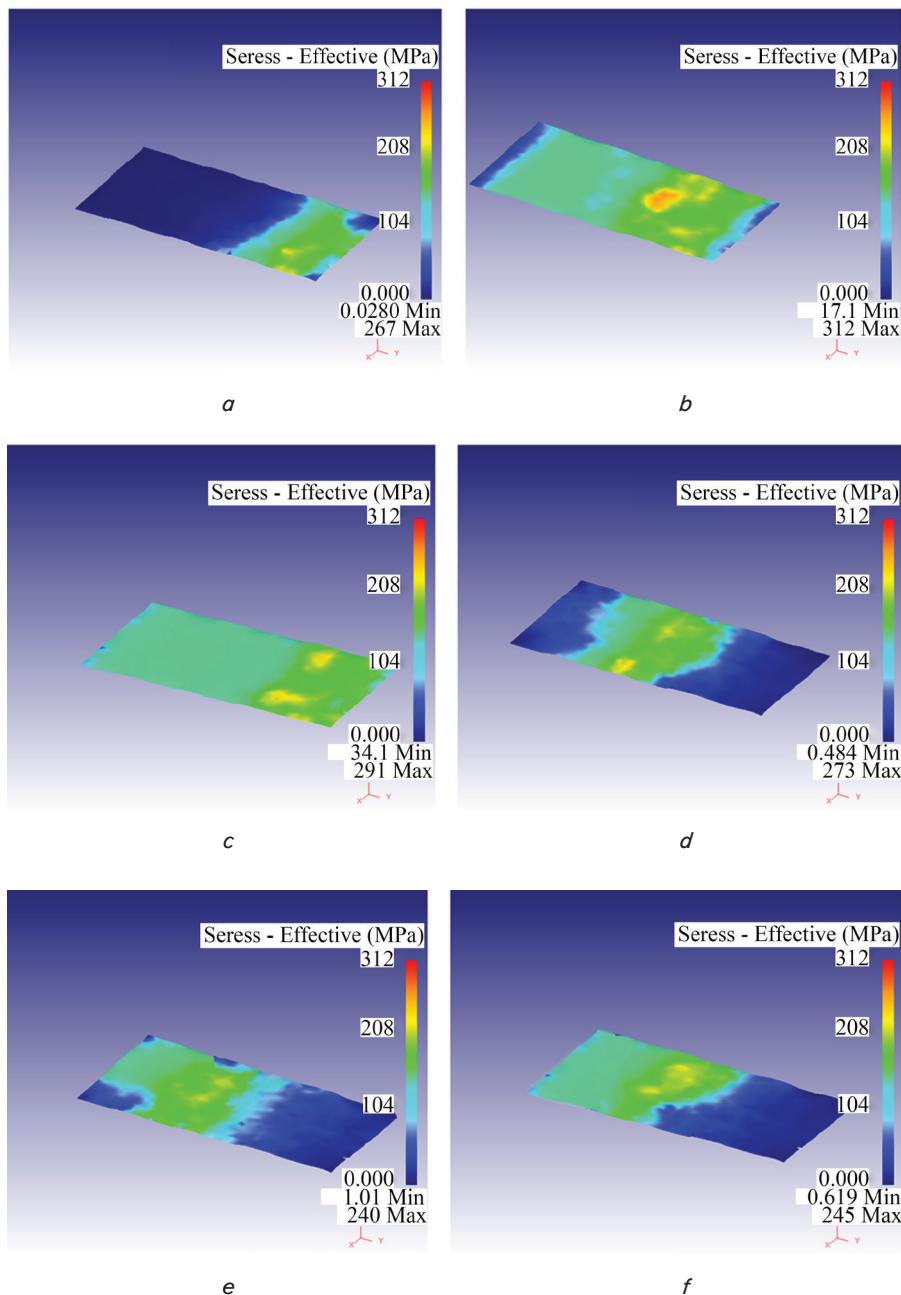 Seress - Effective (MPa)
312
208
104
0.000
0.0280 Min
267 Max
X Y
a
Seress - Effective (MPa)
312
208
104
0.000
17.1 Min
312 Max
X Y
b
Seress - Effective (MPa)
312
208
104
0.000
34.1 Min
291 Max
X Y
c
Seress - Effective (MPa)
312
208
104
0.000
0.484 Min
273 Max
X Y
d
Seress - Effective (MPa)
312
208
104
0.000
1.01 Min
240 Max
X Y
e
Seress - Effective (MPa)
312
208
104
0.000
0.619 Min
245 Max
X Y
f